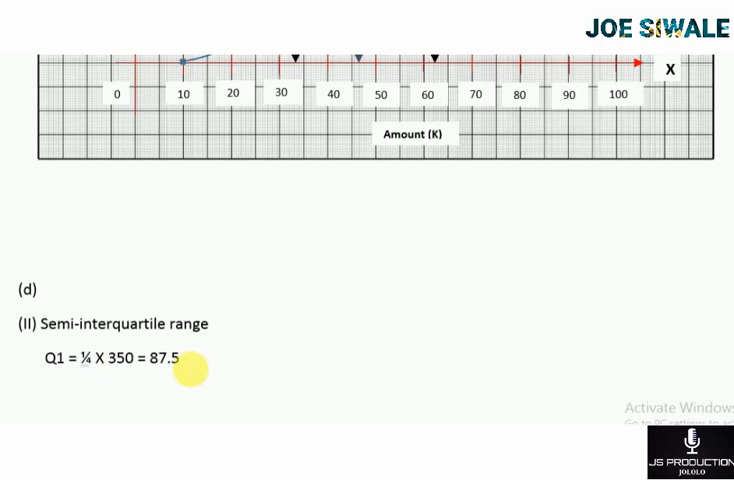 JOE SIWALE
X
0 10 20 30 40 50 60 70 80 90 100
Amount (K)
(d)
(II) Semi-interquartile range
Q1 = ¼ X 350 = 87.5
Activate Windows
JS PRODUCTION
JOLOLO